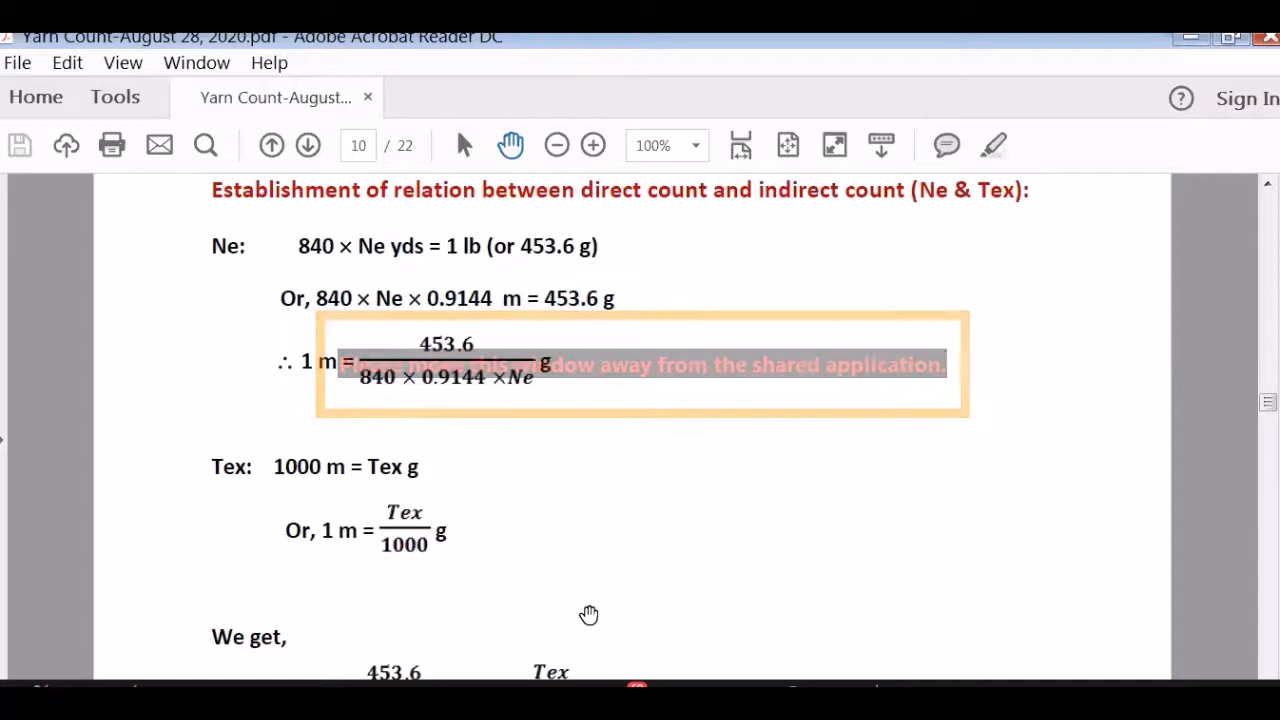 Yarn Count-August 28, 2020.pdf - Adobe Acrobat Reader DC
File Edit View Window Help
Home Tools Yarn Count-August... × ? Sign In
10 / 22 100%
Establishment of relation between direct count and indirect count (Ne & Tex):
Ne: 840 × Ne yds = 1 lb (or 453.6 g)
Or, 840 × Ne × 0.9144 m = 453.6 g
453.6
∴ 1 m = g
840 × 0.9144 ×Ne
Please move this window away from the shared application.
Tex: 1000 m = Tex g
Tex
Or, 1 m = g
1000
We get,
453.6 Tex